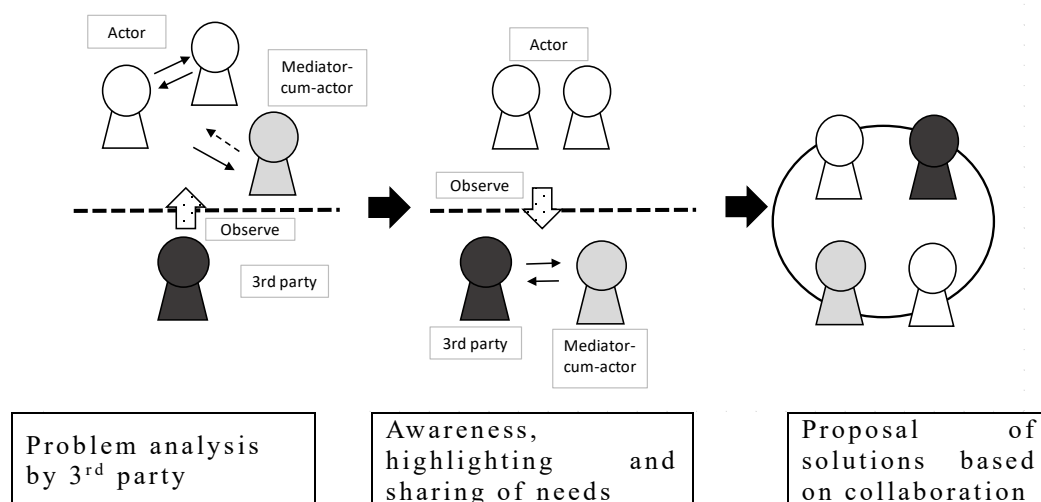 Actor
Mediator-
cum-actor
Observe
3rd party
Actor
Observe
3rd party
Mediator-
cum-actor
Problem analysis
by 3rd party
Awareness,
highlighting and
sharing of needs
Proposal of
solutions based
on collaboration